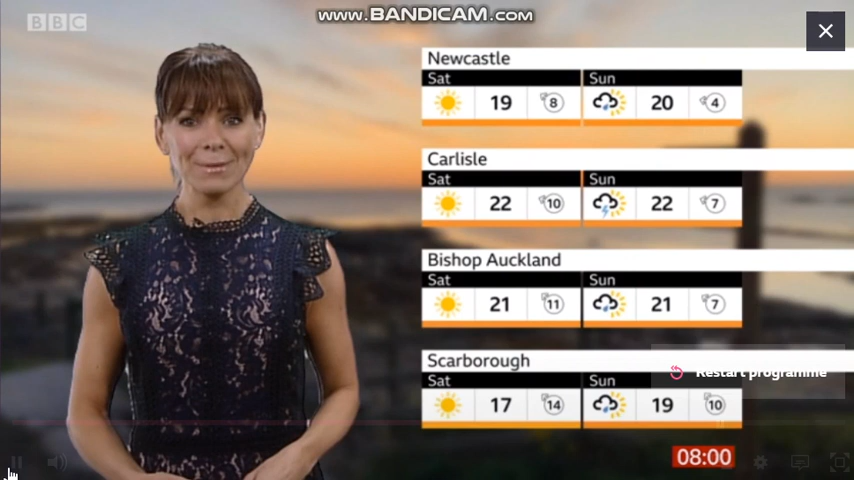 BBC
www.BANDICAM.com
Newcastle
Sat Sun
19 8 20 4
Carlisle
Sat Sun
22 10 22 7
Bishop Auckland
Sat Sun
21 11 21 7
Scarborough
Sat Sun
17 14 19 10
Restart programme
08:00